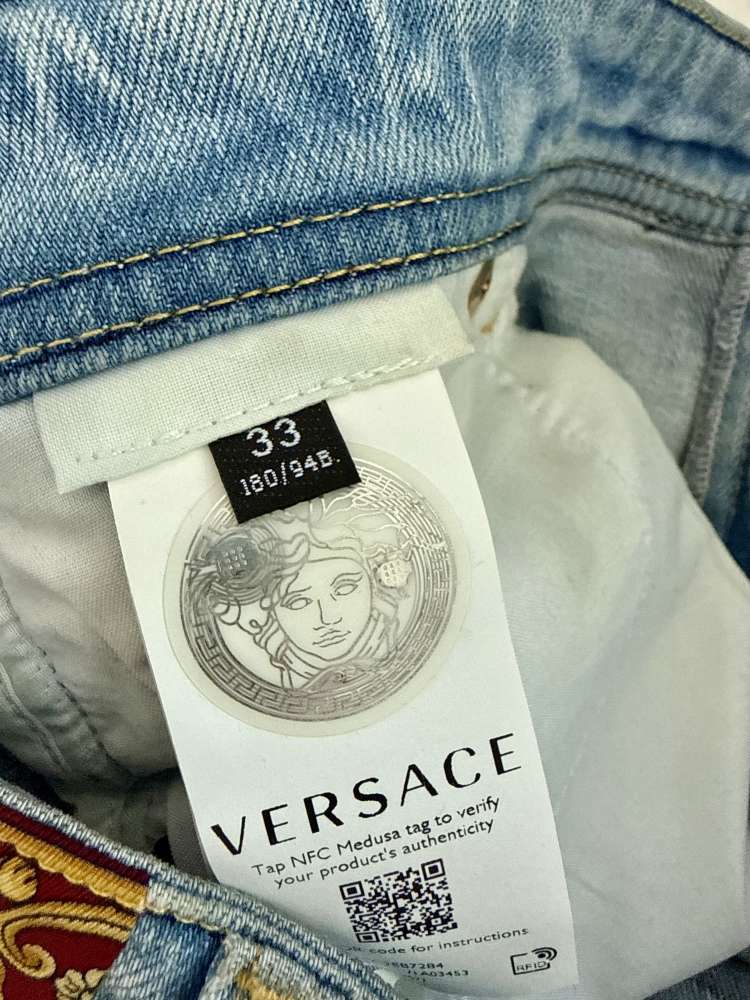 33
180/94B.
VERSACE
Tap NFC Medusa tag to verify
your product's authenticity
code for instructions
RFID